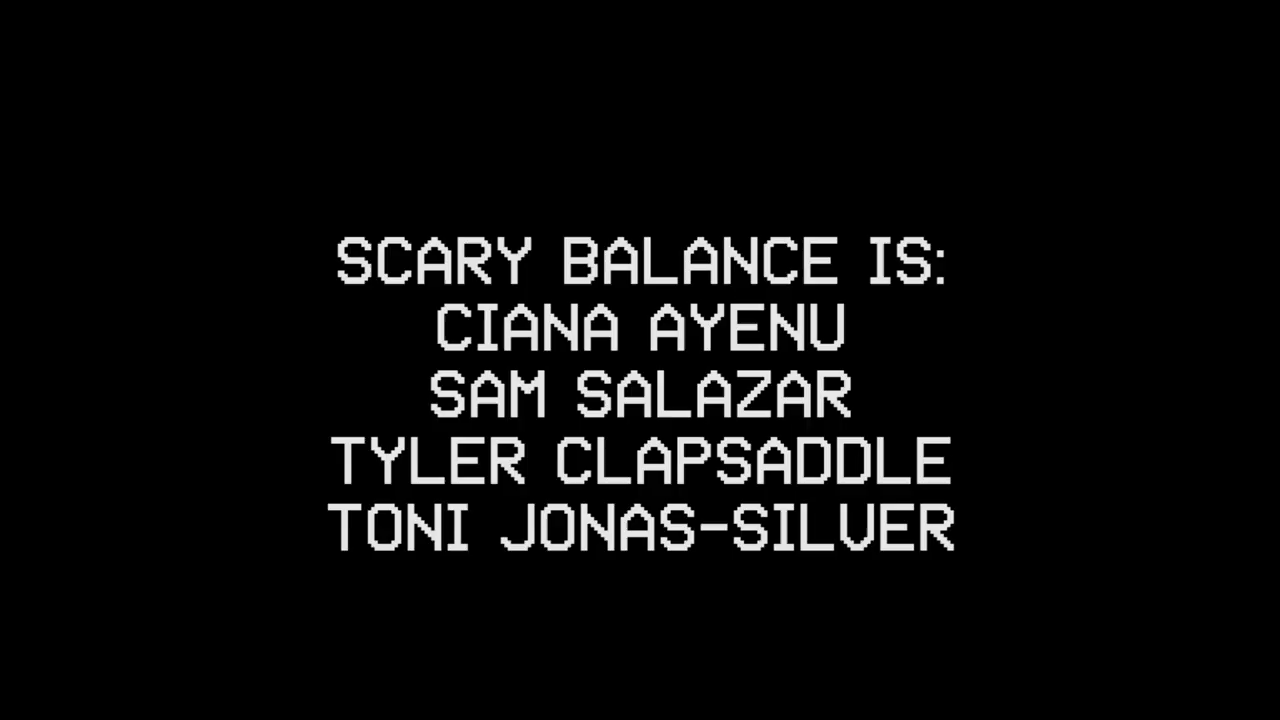 SCARY BALANCE IS:
CIANA AYENU
SAM SALAZAR
TYLER CLAPSADDLE
TONI JONAS-SILVER